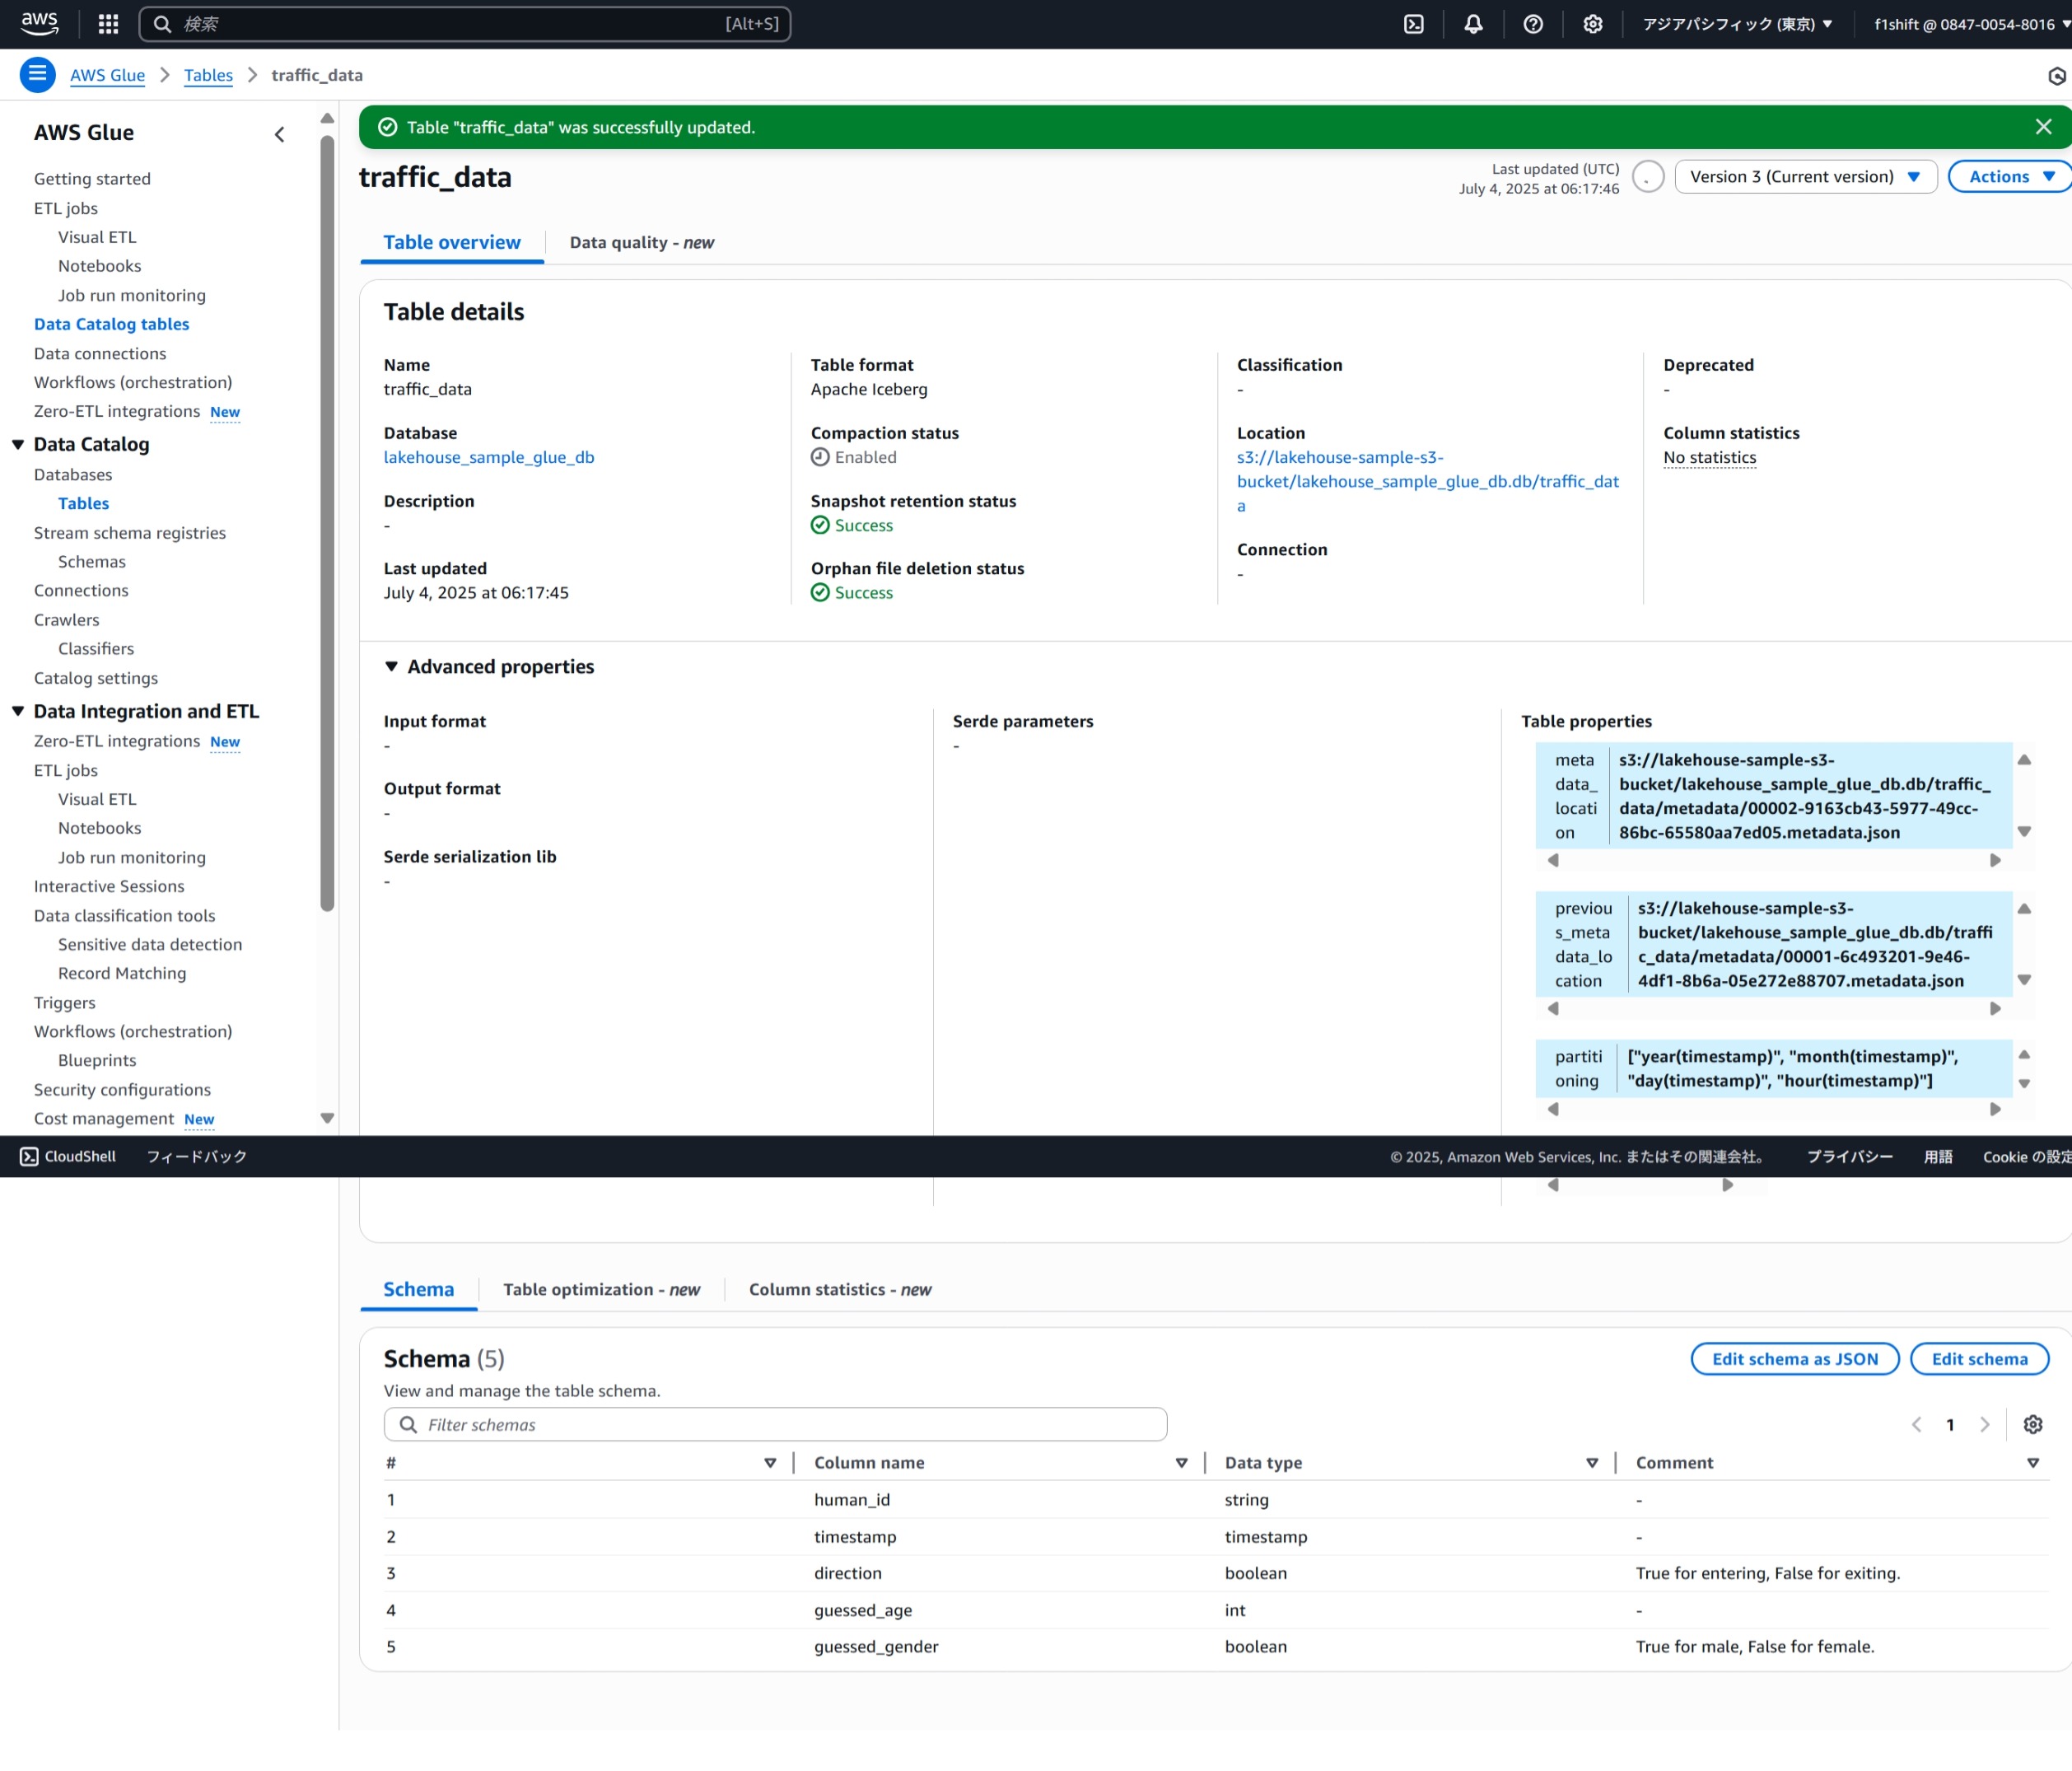 aws
検索
[Alt+S]
アジアパシフィック (東京)
f1shift @ 0847-0054-8016
AWS Glue
Tables
traffic_data
AWS Glue
Getting started
ETL jobs
Visual ETL
Notebooks
Job run monitoring
Data Catalog tables
Data connections
Workflows (orchestration)
Zero-ETL integrations New
Data Catalog
Databases
Tables
Stream schema registries
Schemas
Connections
Crawlers
Classifiers
Catalog settings
Data Integration and ETL
Zero-ETL integrations New
ETL jobs
Visual ETL
Notebooks
Job run monitoring
Interactive Sessions
Data classification tools
Sensitive data detection
Record Matching
Triggers
Workflows (orchestration)
Blueprints
Security configurations
Cost management New
Table "traffic_data" was successfully updated.
traffic_data
Last updated (UTC)
July 4, 2025 at 06:17:46
Version 3 (Current version)
Actions
Table overview
Data quality - new
Table details
Name
traffic_data
Database
lakehouse_sample_glue_db
Description
-
Last updated
July 4, 2025 at 06:17:45
Table format
Apache Iceberg
Compaction status
Enabled
Snapshot retention status
Success
Orphan file deletion status
Success
Classification
-
Location
s3://lakehouse-sample-s3-
bucket/lakehouse_sample_glue_db.db/traffic_dat
a
Connection
-
Deprecated
-
Column statistics
No statistics
Advanced properties
Input format
-
Output format
-
Serde serialization lib
-
Serde parameters
-
Table properties
meta
data_
locati
on
s3://lakehouse-sample-s3-
bucket/lakehouse_sample_glue_db.db/traffic_
data/metadata/00002-9163cb43-5977-49cc-
86bc-65580aa7ed05.metadata.json
previou
s_meta
data_lo
cation
s3://lakehouse-sample-s3-
bucket/lakehouse_sample_glue_db.db/traffi
c_data/metadata/00001-6c493201-9e46-
4df1-8b6a-05e272e88707.metadata.json
partiti
oning
["year(timestamp)", "month(timestamp)",
"day(timestamp)", "hour(timestamp)"]
CloudShell
フィードバック
© 2025, Amazon Web Services, Inc. またはその関連会社。
プライバシー
用語
Cookie の設定
Schema
Table optimization - new
Column statistics - new
Schema (5)
Edit schema as JSON
Edit schema
View and manage the table schema.
Filter schemas
1
# Column name Data type Comment
1 human_id string -
2 timestamp timestamp -
3 direction boolean True for entering, False for exiting.
4 guessed_age int -
5 guessed_gender boolean True for male, False for female.